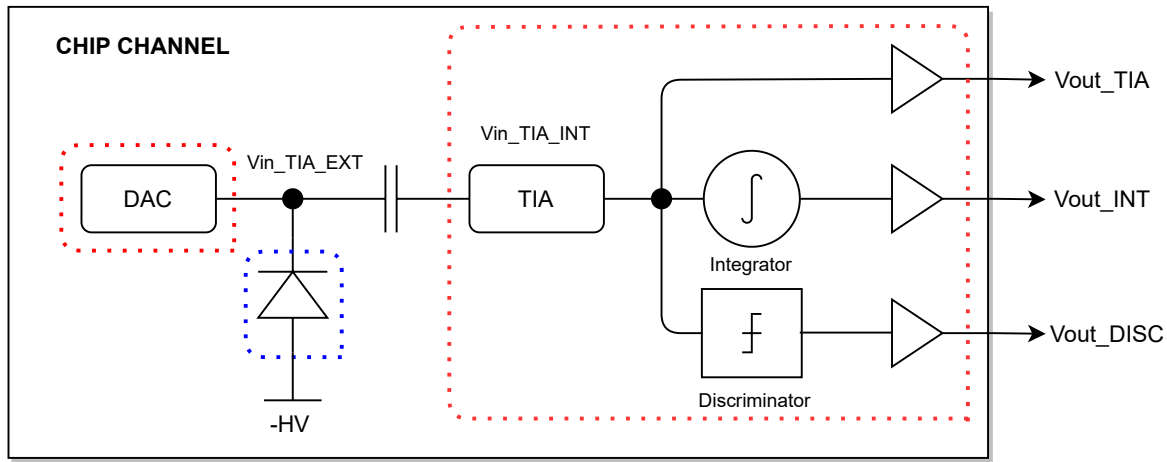 CHIP CHANNEL
Vout_TIA
Vin_TIA_EXT
Vin_TIA_INT
DAC
TIA
∫
Vout_INT
Integrator
Vout_DISC
Discriminator
-HV